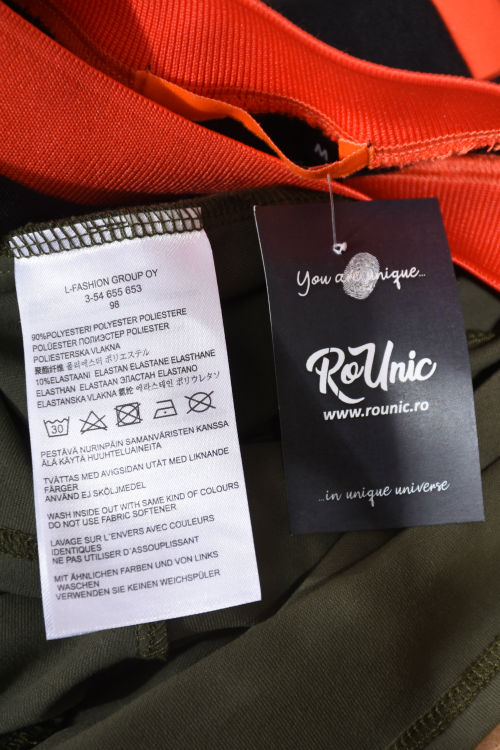 M
L-FASHION GROUP OY
3-54 655 653
98
90%POLYESTERI POLYESTER POLIESTERE
POLÜESTER ПОЛИЭСТЕР POLIESTER
POLIESTERSKA VLAKNA
聚酯纤维 폴리에스터 ポリエステル
10%ELASTAANI ELASTAN ELASTANE ELASTHANE
ELASTHAN ELASTAAN ЭЛАСТАН ELASTANO
ELASTANSKA VLAKNA 氨纶 엘라스테인 ポリウレタン
30
PESTÄVÄ NURINPÄIN SAMANVÄRISTEN KANSSA
ÄLÄ KÄYTÄ HUUHTELUAINEITA
TVÄTTAS MED AVIGSIDAN UTÅT MED LIKNANDE
FÄRGER
ANVÄND EJ SKÖLJMEDEL
WASH INSIDE OUT WITH SAME KIND OF COLOURS
DO NOT USE FABRIC SOFTENER
LAVAGE SUR L´ENVERS AVEC COULEURS
IDENTIQUES
NE PAS UTILISER D´ASSOUPLISSANT
MIT ÄHNLICHEN FARBEN UND VON LINKS
WASCHEN
VERWENDEN SIE KEINEN WEICHSPÜLER
You are unique...
RoUnic
www.rounic.ro
...in unique universe